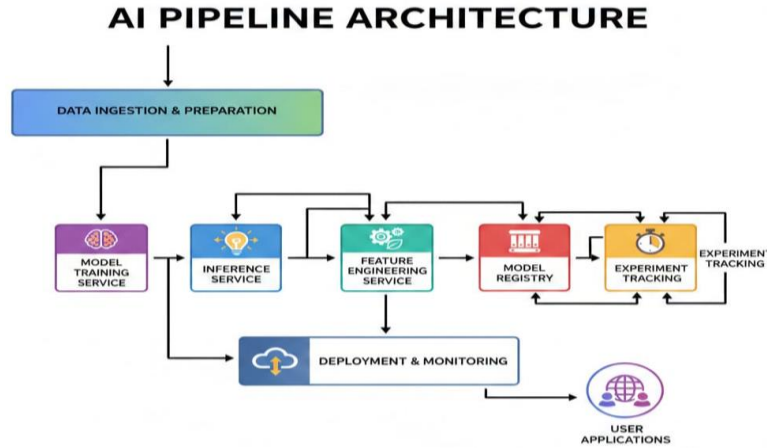 AI PIPELINE ARCHITECTURE
DATA INGESTION & PREPARATION
MODEL
TRAINING
SERVICE
INFERENCE
SERVICE
FEATURE
ENGINEERING
SERVICE
MODEL
REGISTRY
EXPERIMENT
TRACKING
EXPERIMENT
TRACKING
DEPLOYMENT & MONITORING
USER
APPLICATIONS